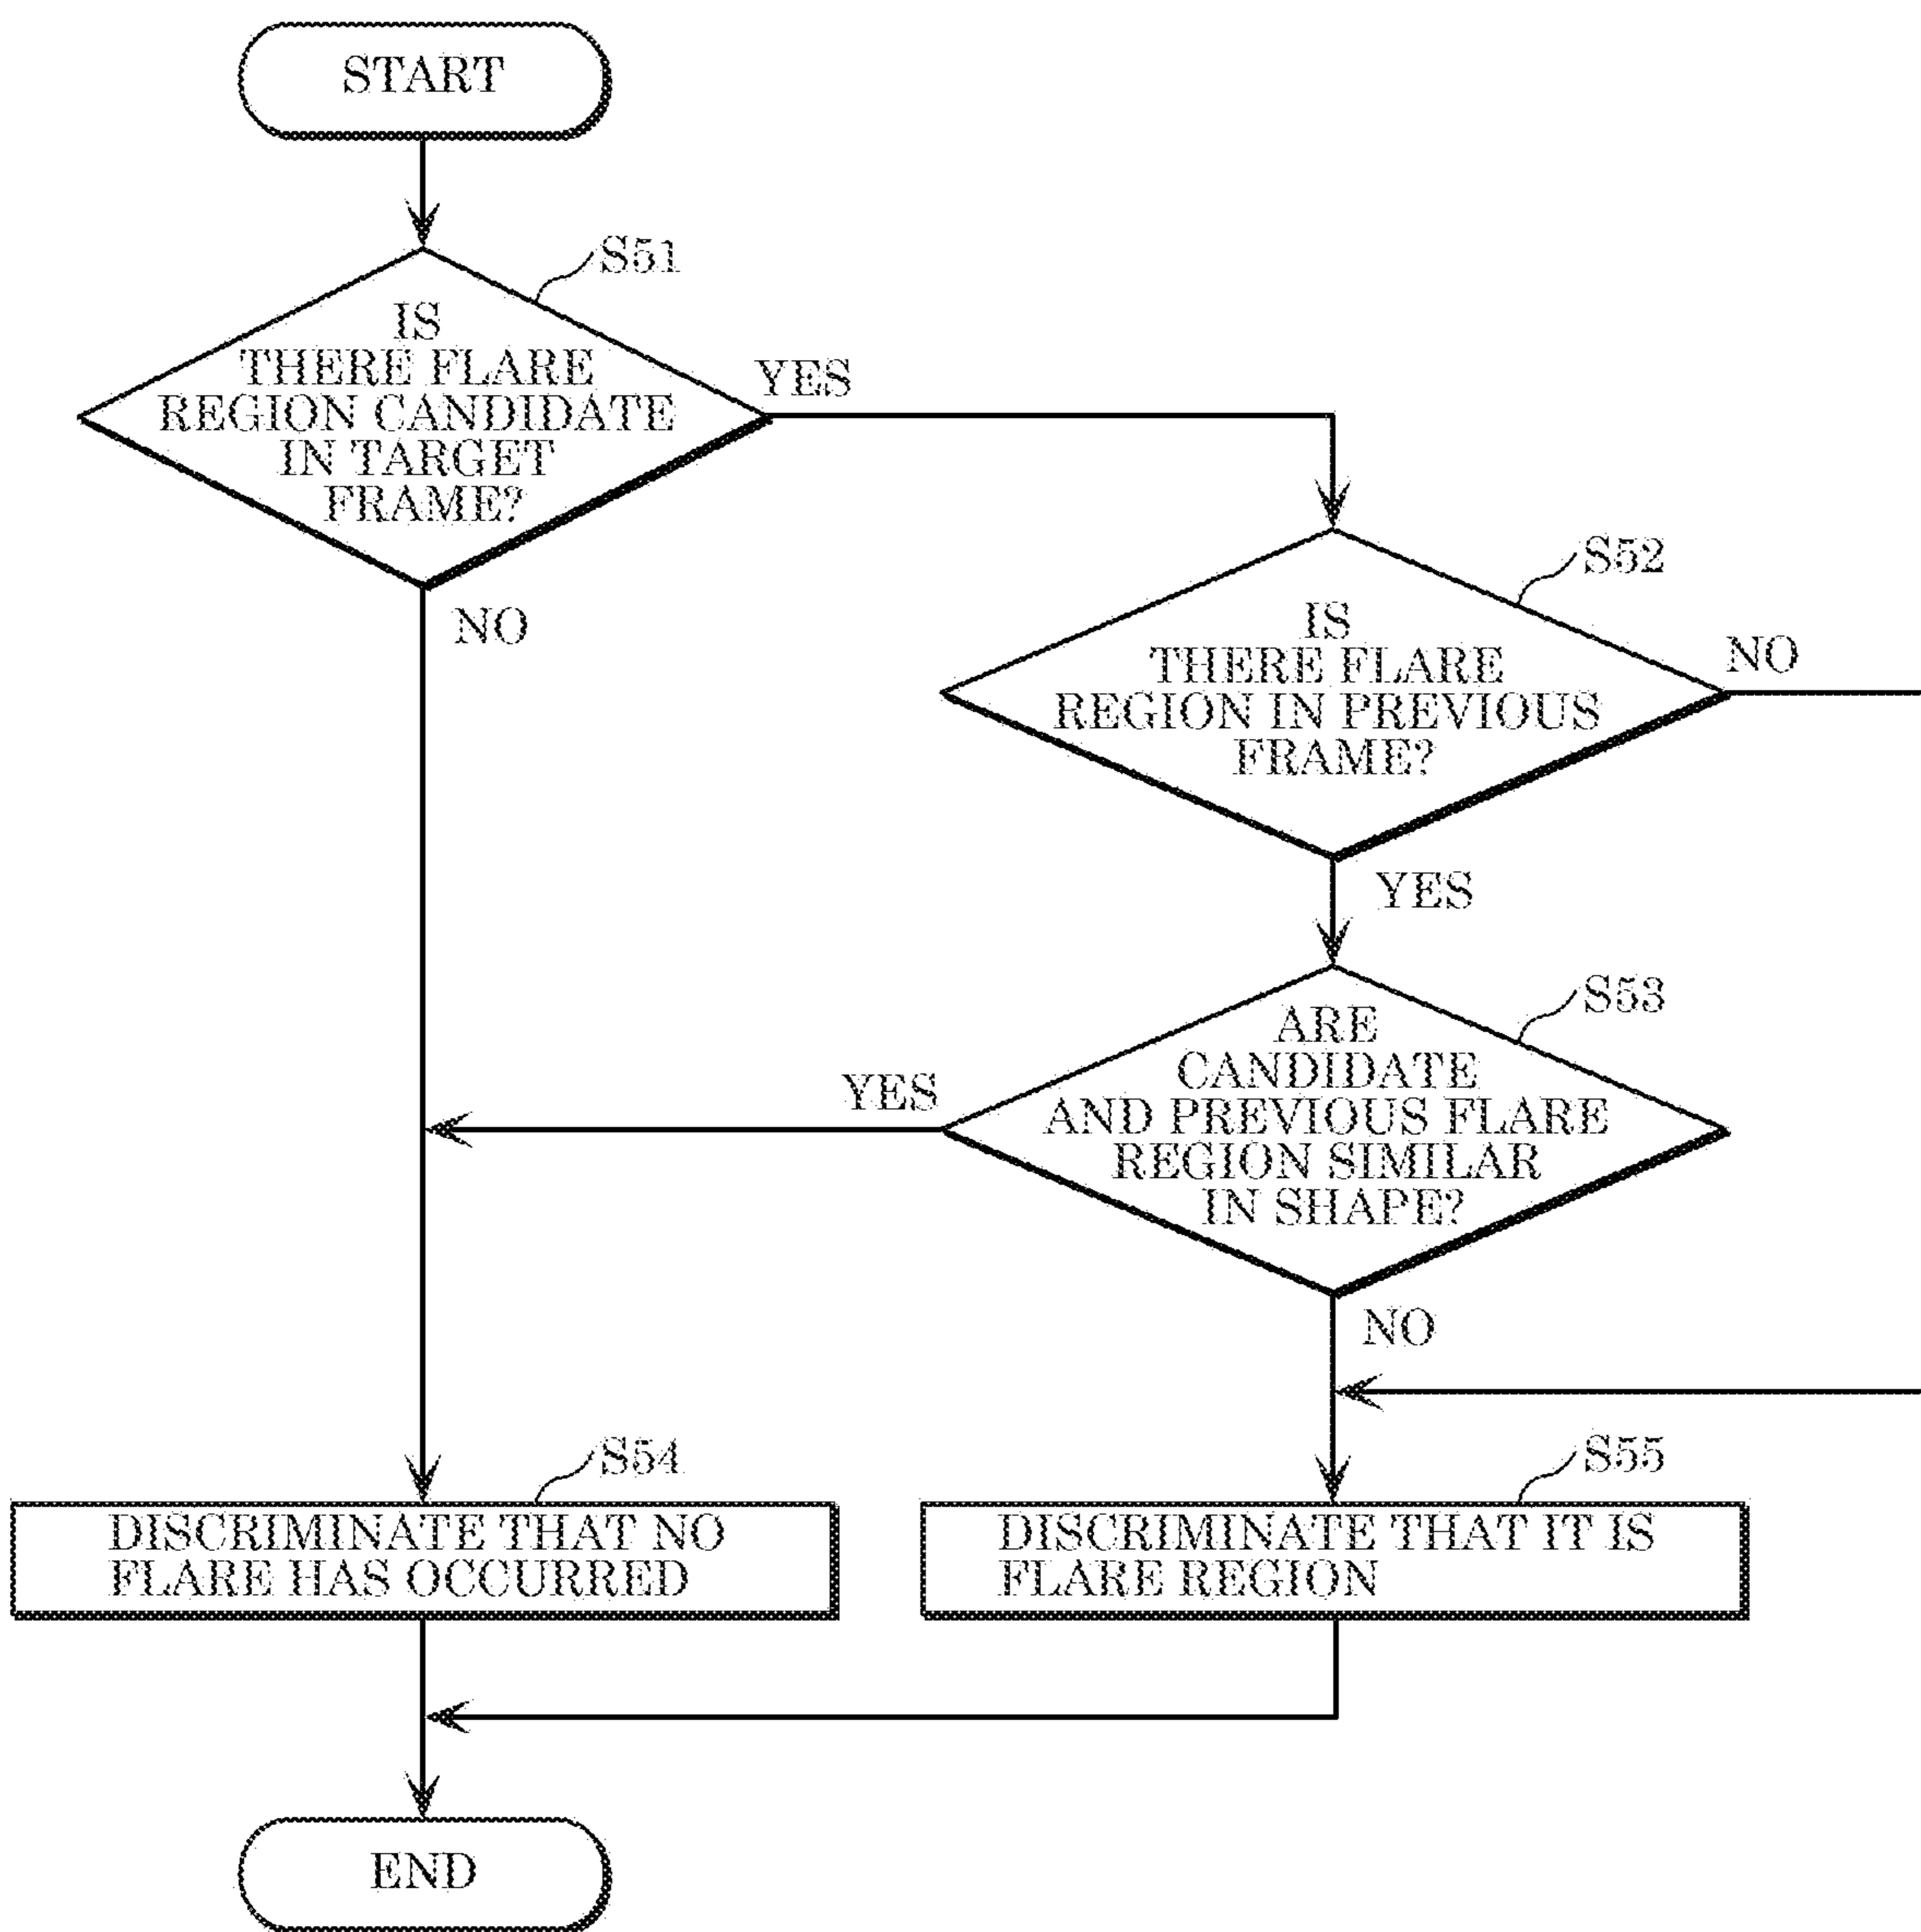 START
S51
IS
THERE FLARE
REGION CANDIDATE
IN TARGET
FRAME?
YES
NO
S52
IS
THERE FLARE
REGION IN PREVIOUS
FRAME?
NO
YES
S53
ARE
CANDIDATE
AND PREVIOUS FLARE
REGION SIMILAR
IN SHAPE?
YES
NO
S54
DISCRIMINATE THAT NO
FLARE HAS OCCURRED
S55
DISCRIMINATE THAT IT IS
FLARE REGION
END